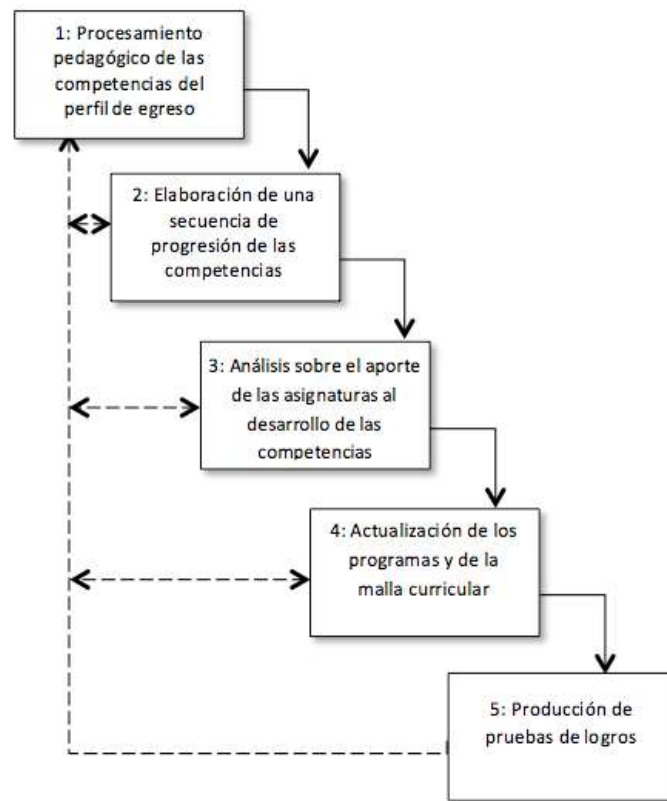 1: Procesamiento
pedagógico de las
competencias del
perfil de egreso
2: Elaboración de una
secuencia de
progresión de las
competencias
3: Análisis sobre el aporte
de las asignaturas al
desarrollo de las
competencias
4: Actualización de los
programas y de la
malla curricular
5: Producción de
pruebas de logros